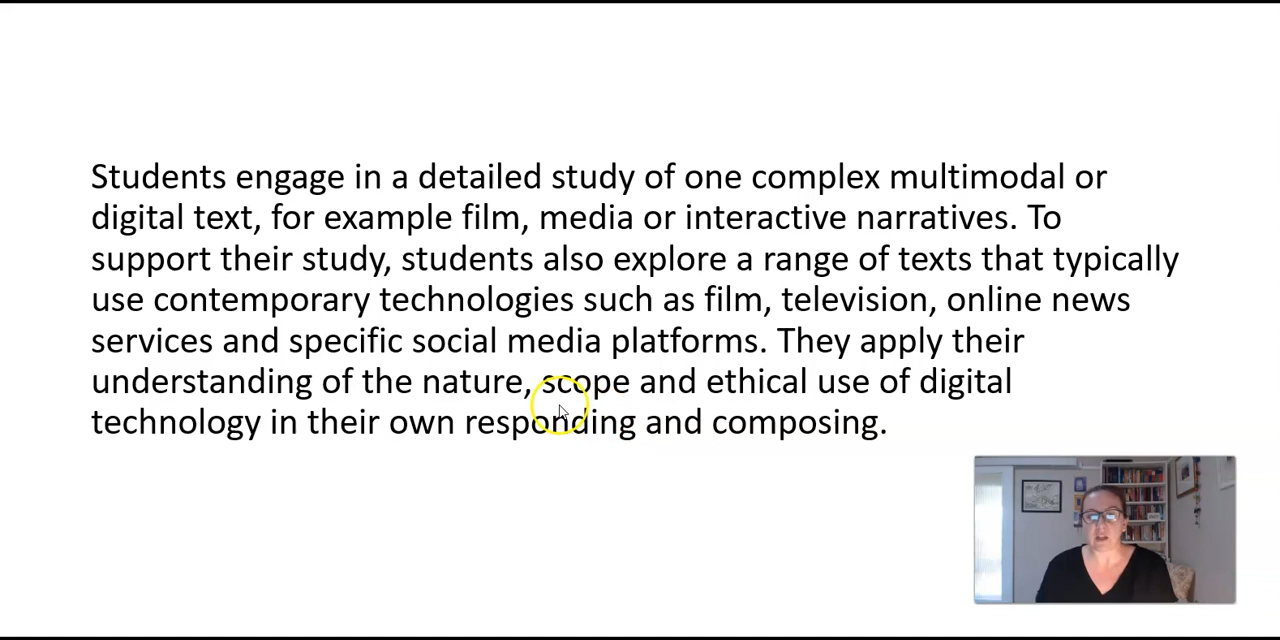 Students engage in a detailed study of one complex multimodal or
digital text, for example film, media or interactive narratives. To
support their study, students also explore a range of texts that typically
use contemporary technologies such as film, television, online news
services and specific social media platforms. They apply their
understanding of the nature, scope and ethical use of digital
technology in their own responding and composing.